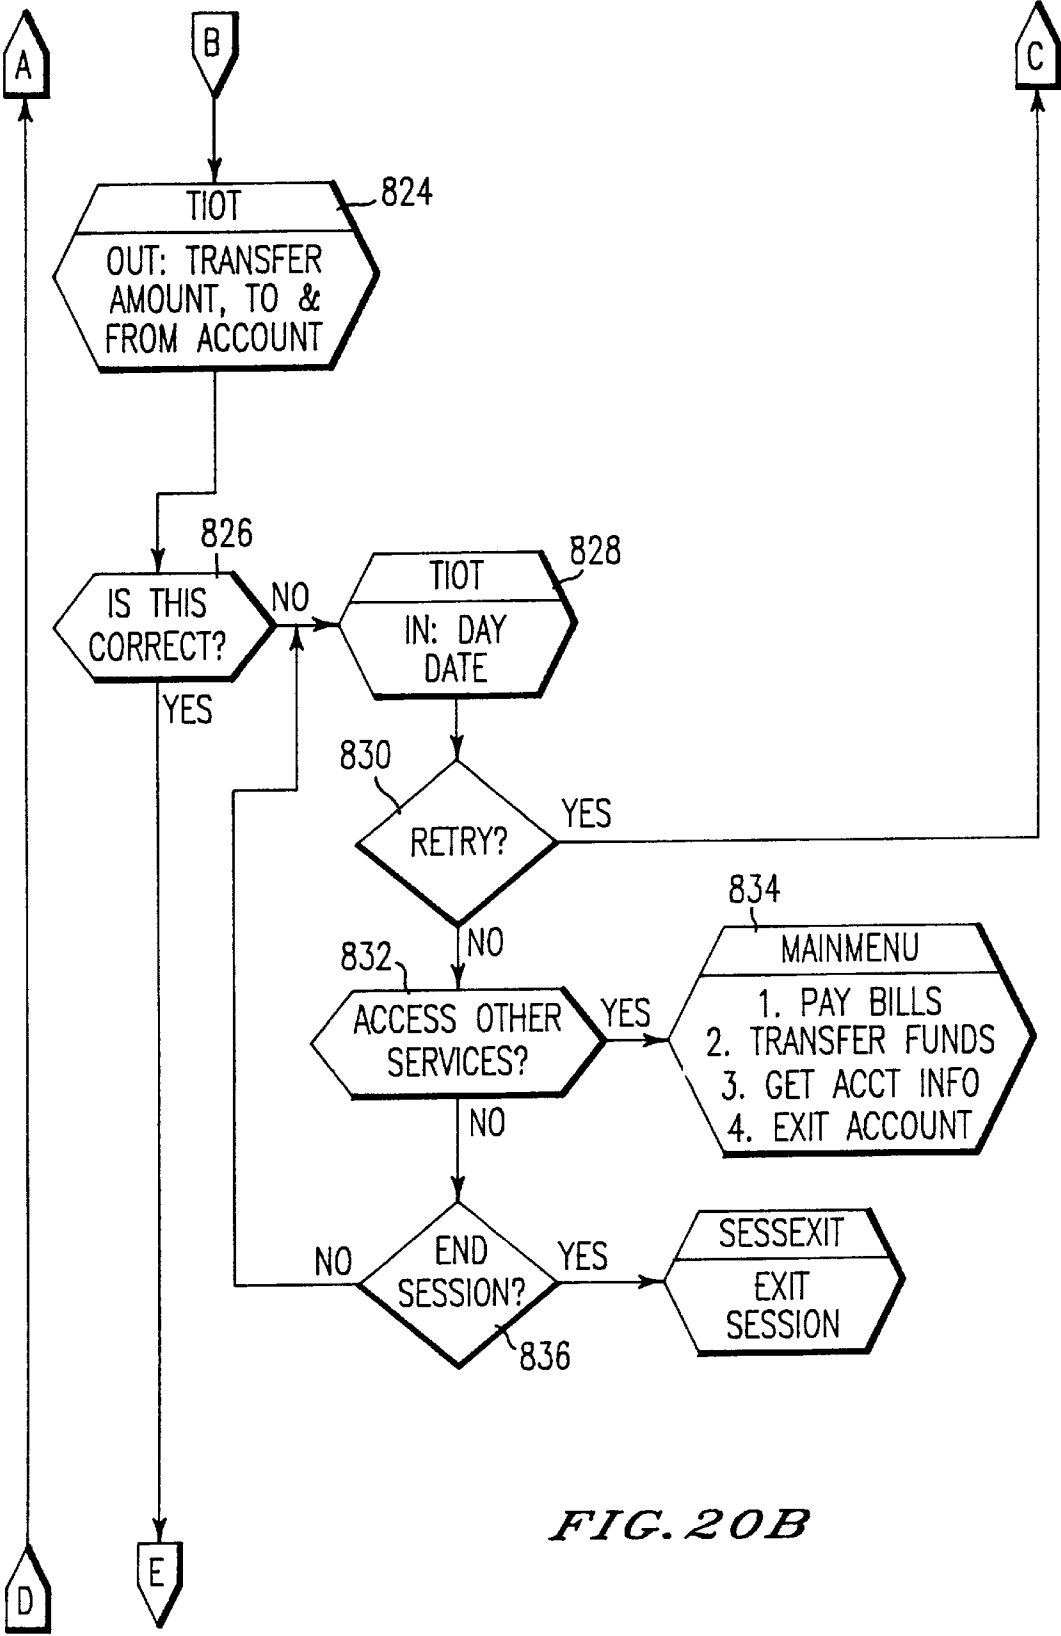 A
B
C
824
TIOT
OUT: TRANSFER
AMOUNT, TO &
FROM ACCOUNT
826
IS THIS
CORRECT?
NO
YES
828
TIOT
IN: DAY
DATE
830
RETRY?
YES
NO
832
ACCESS OTHER
SERVICES?
YES
NO
834
MAINMENU
1. PAY BILLS
2. TRANSFER FUNDS
3. GET ACCT INFO
4. EXIT ACCOUNT
NO
END
SESSION?
YES
836
SESSEXIT
EXIT
SESSION
FIG. 20B
D
E